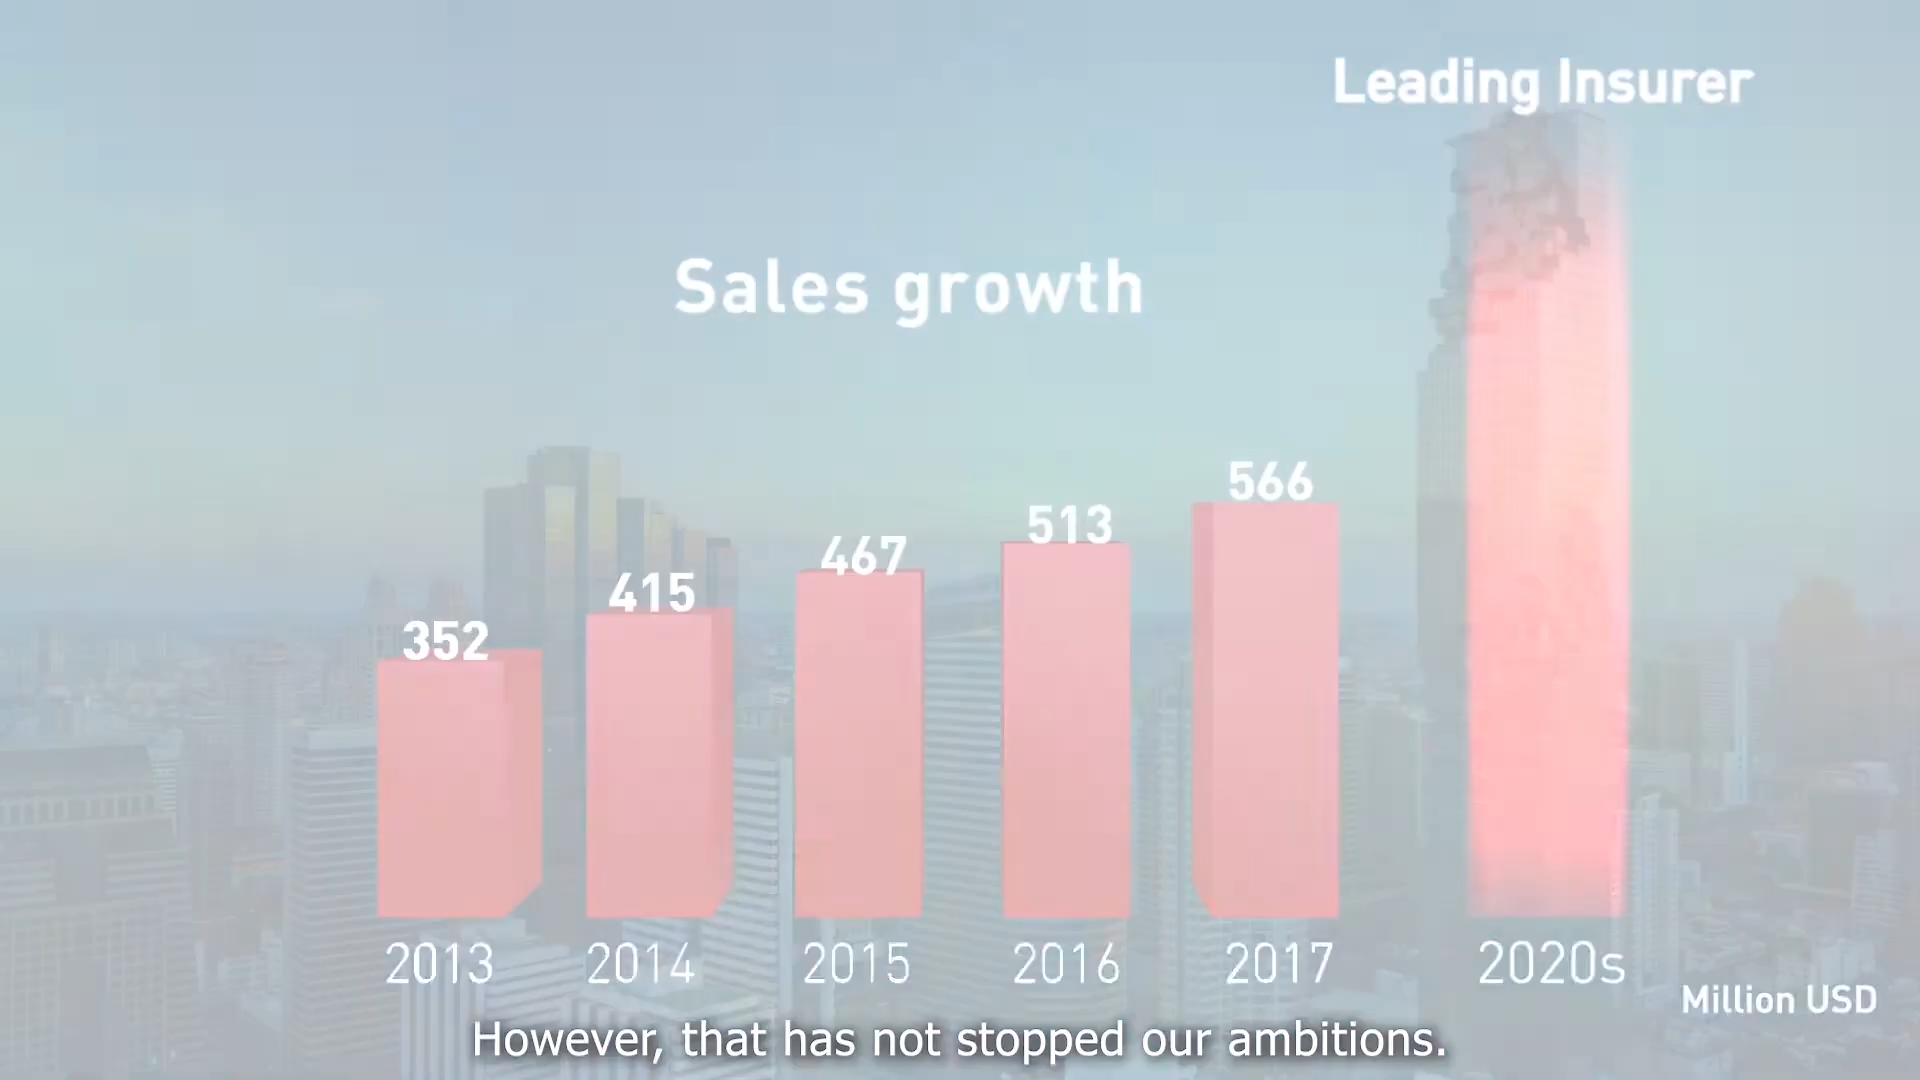 Leading Insurer
Sales growth
566
513
467
415
352
2013 2014 2015 2016 2017 2020s
Million USD
However, that has not stopped our ambitions.